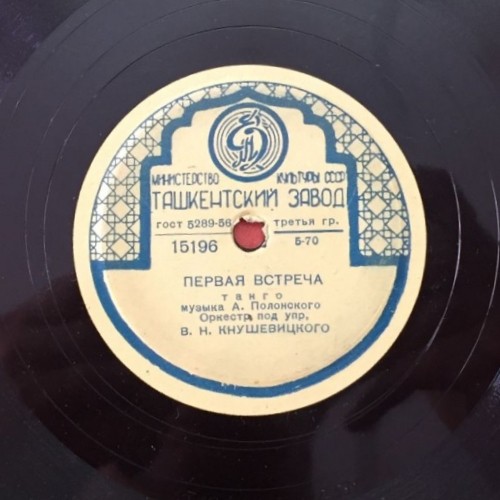 МИНИСТЕРСТВО КУЛЬТУРЫ СССР
ТАШКЕНТСКИЙ ЗАВОД
ГОСТ 5289-56 третья гр.
15196 5-70
ПЕРВАЯ ВСТРЕЧА
танго
музыка А. Полонского
Оркестр под упр,
В. Н. КНУШЕВИЦКОГО